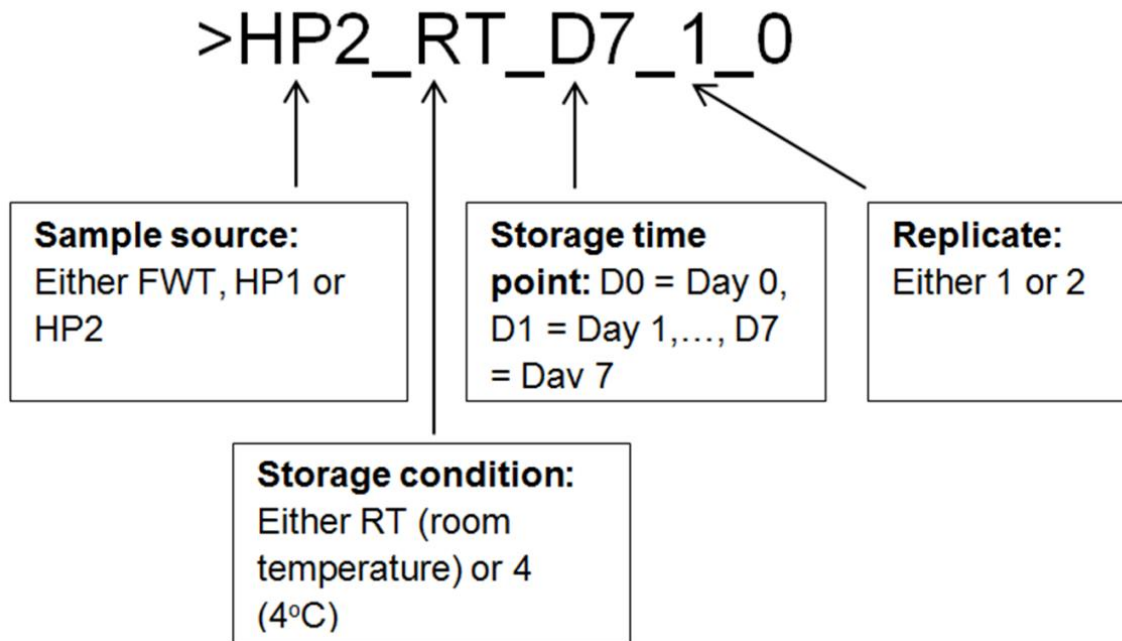 >HP2_RT_D7_1_0
Sample source:
Either FWT, HP1 or
HP2
Storage time
point: D0 = Day 0,
D1 = Day 1,…, D7
= Day 7
Replicate:
Either 1 or 2
Storage condition:
Either RT (room
temperature) or 4
(4ºC)